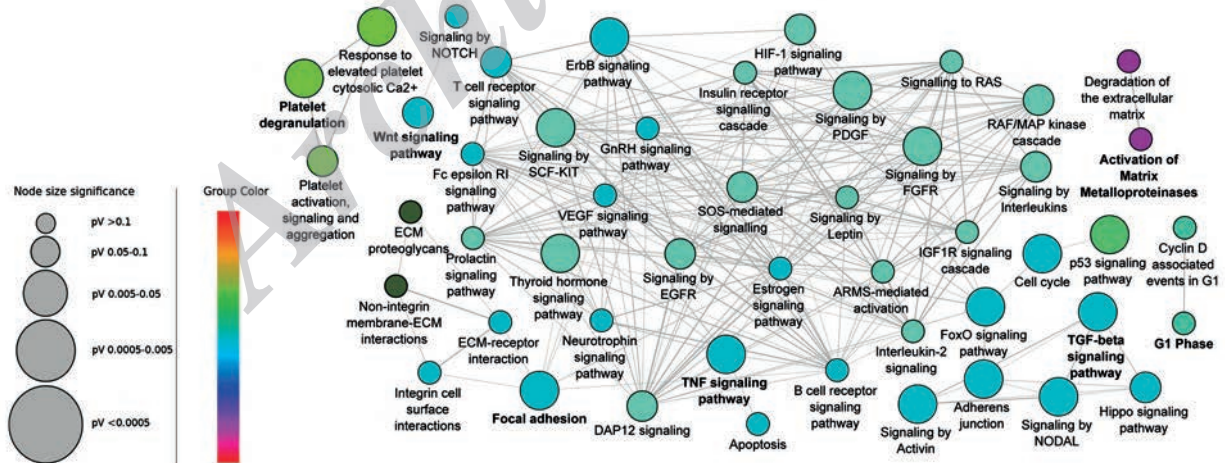 Signaling by
NOTCH
Response to
elevated platelet
cytosolic Ca2+
Platelet
degranulation
T cell receptor
signaling
pathway
ErbB signaling
pathway
HIF-1 signaling
pathway
Insulin receptor
signalling
cascade
Signalling to RAS
Degradation of
the extracellular
matrix
Wnt signaling
pathway
Signaling by
SCF-KIT
GnRH signaling
pathway
Signaling by
PDGF
RAF/MAP kinase
cascade
Activation of
Matrix
Metalloproteinases
Platelet
activation,
signaling and
aggregation
Fc epsilon RI
signaling
pathway
VEGF signaling
pathway
SOS-mediated
signalling
Signaling by
Leptin
Signaling by
FGFR
Signaling by
Interleukins
Node size significance
pV >0.1
pV 0.05-0.1
pV 0.005-0.05
pV 0.0005-0.005
pV <0.0005
Group Color
ECM
proteoglycans
Prolactin
signaling
pathway
Thyroid hormone
signaling
pathway
Signaling by
EGFR
Estrogen
signaling
pathway
ARMS-mediated
activation
IGF1R signaling
cascade
Cell cycle
p53 signaling
pathway
Cyclin D
associated
events in G1
Non-integrin
membrane-ECM
interactions
ECM-receptor
interaction
Neurotrophin
signaling
pathway
Interleukin-2
signaling
FoxO signaling
pathway
TGF-beta
signaling
pathway
G1 Phase
Integrin cell
surface
interactions
Focal adhesion
DAP12 signaling
TNF signaling
pathway
Apoptosis
B cell receptor
signaling
pathway
Signaling by
Activin
Adherens
junction
Signaling by
NODAL
Hippo signaling
pathway